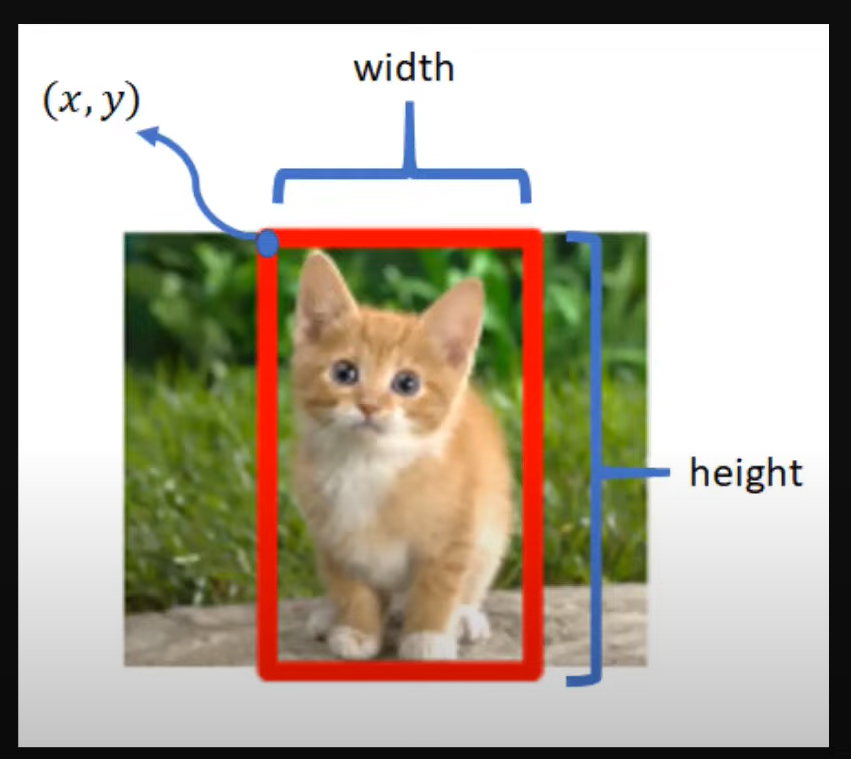 width
(x, y)
height